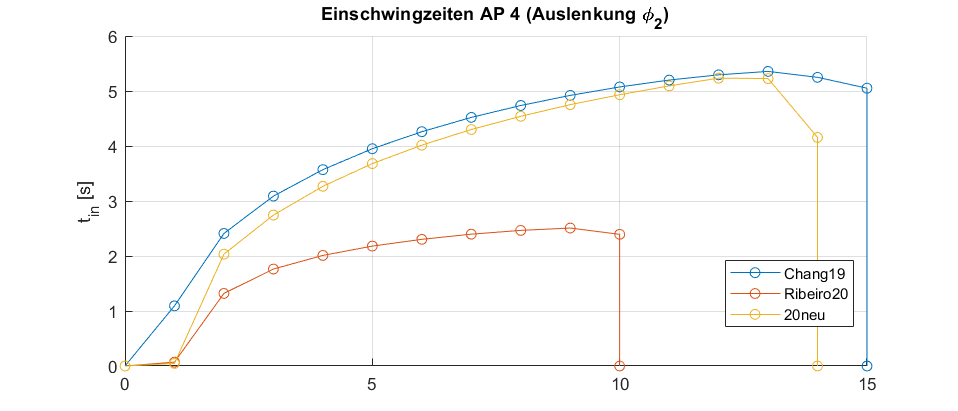 Einschwingzeiten AP 4 (Auslenkung ϕ₂)
6
5
4
3
2
1
0
t_in [s]
Chang19
Ribeiro20
20neu
0 5 10 15